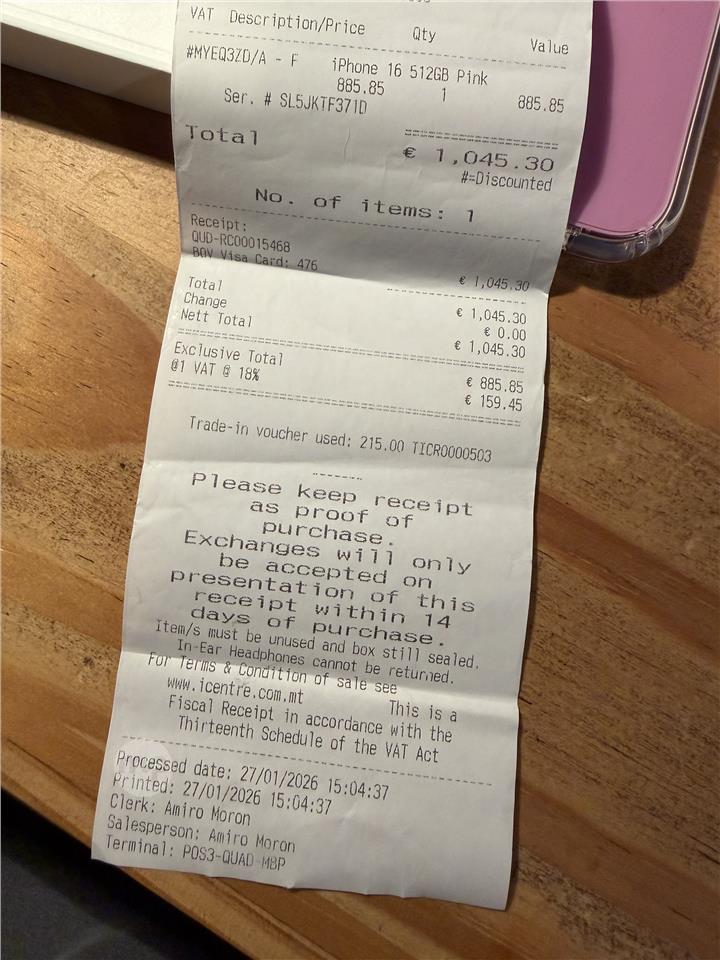 VAT Description/Price Qty Value
#MYEQ3ZD/A - F iPhone 16 512GB Pink
885.85 1 885.85
Ser. # SL5JKTF371D
Total € 1,045.30
#=Discounted
No. of items: 1
Receipt:
QUD-RC00015468
BOV Visa Card: 476 € 1,045.30
Total € 1,045.30
Change € 0.00
Nett Total € 1,045.30
Exclusive Total € 885.85
@1 VAT @ 18% € 159.45
Trade-in voucher used: 215.00 TICR0000503
Please keep receipt
as proof of
purchase.
Exchanges will only
be accepted on
presentation of this
receipt within 14
days of purchase.
Item/s must be unused and box still sealed.
In-Ear Headphones cannot be returned.
For Terms & Condition of sale see
www.icentre.com.mt This is a
Fiscal Receipt in accordance with the
Thirteenth Schedule of the VAT Act
Processed date: 27/01/2026 15:04:37
Printed: 27/01/2026 15:04:37
Clerk: Amiro Moron
Salesperson: Amiro Moron
Terminal: POS3-QUAD-MBP